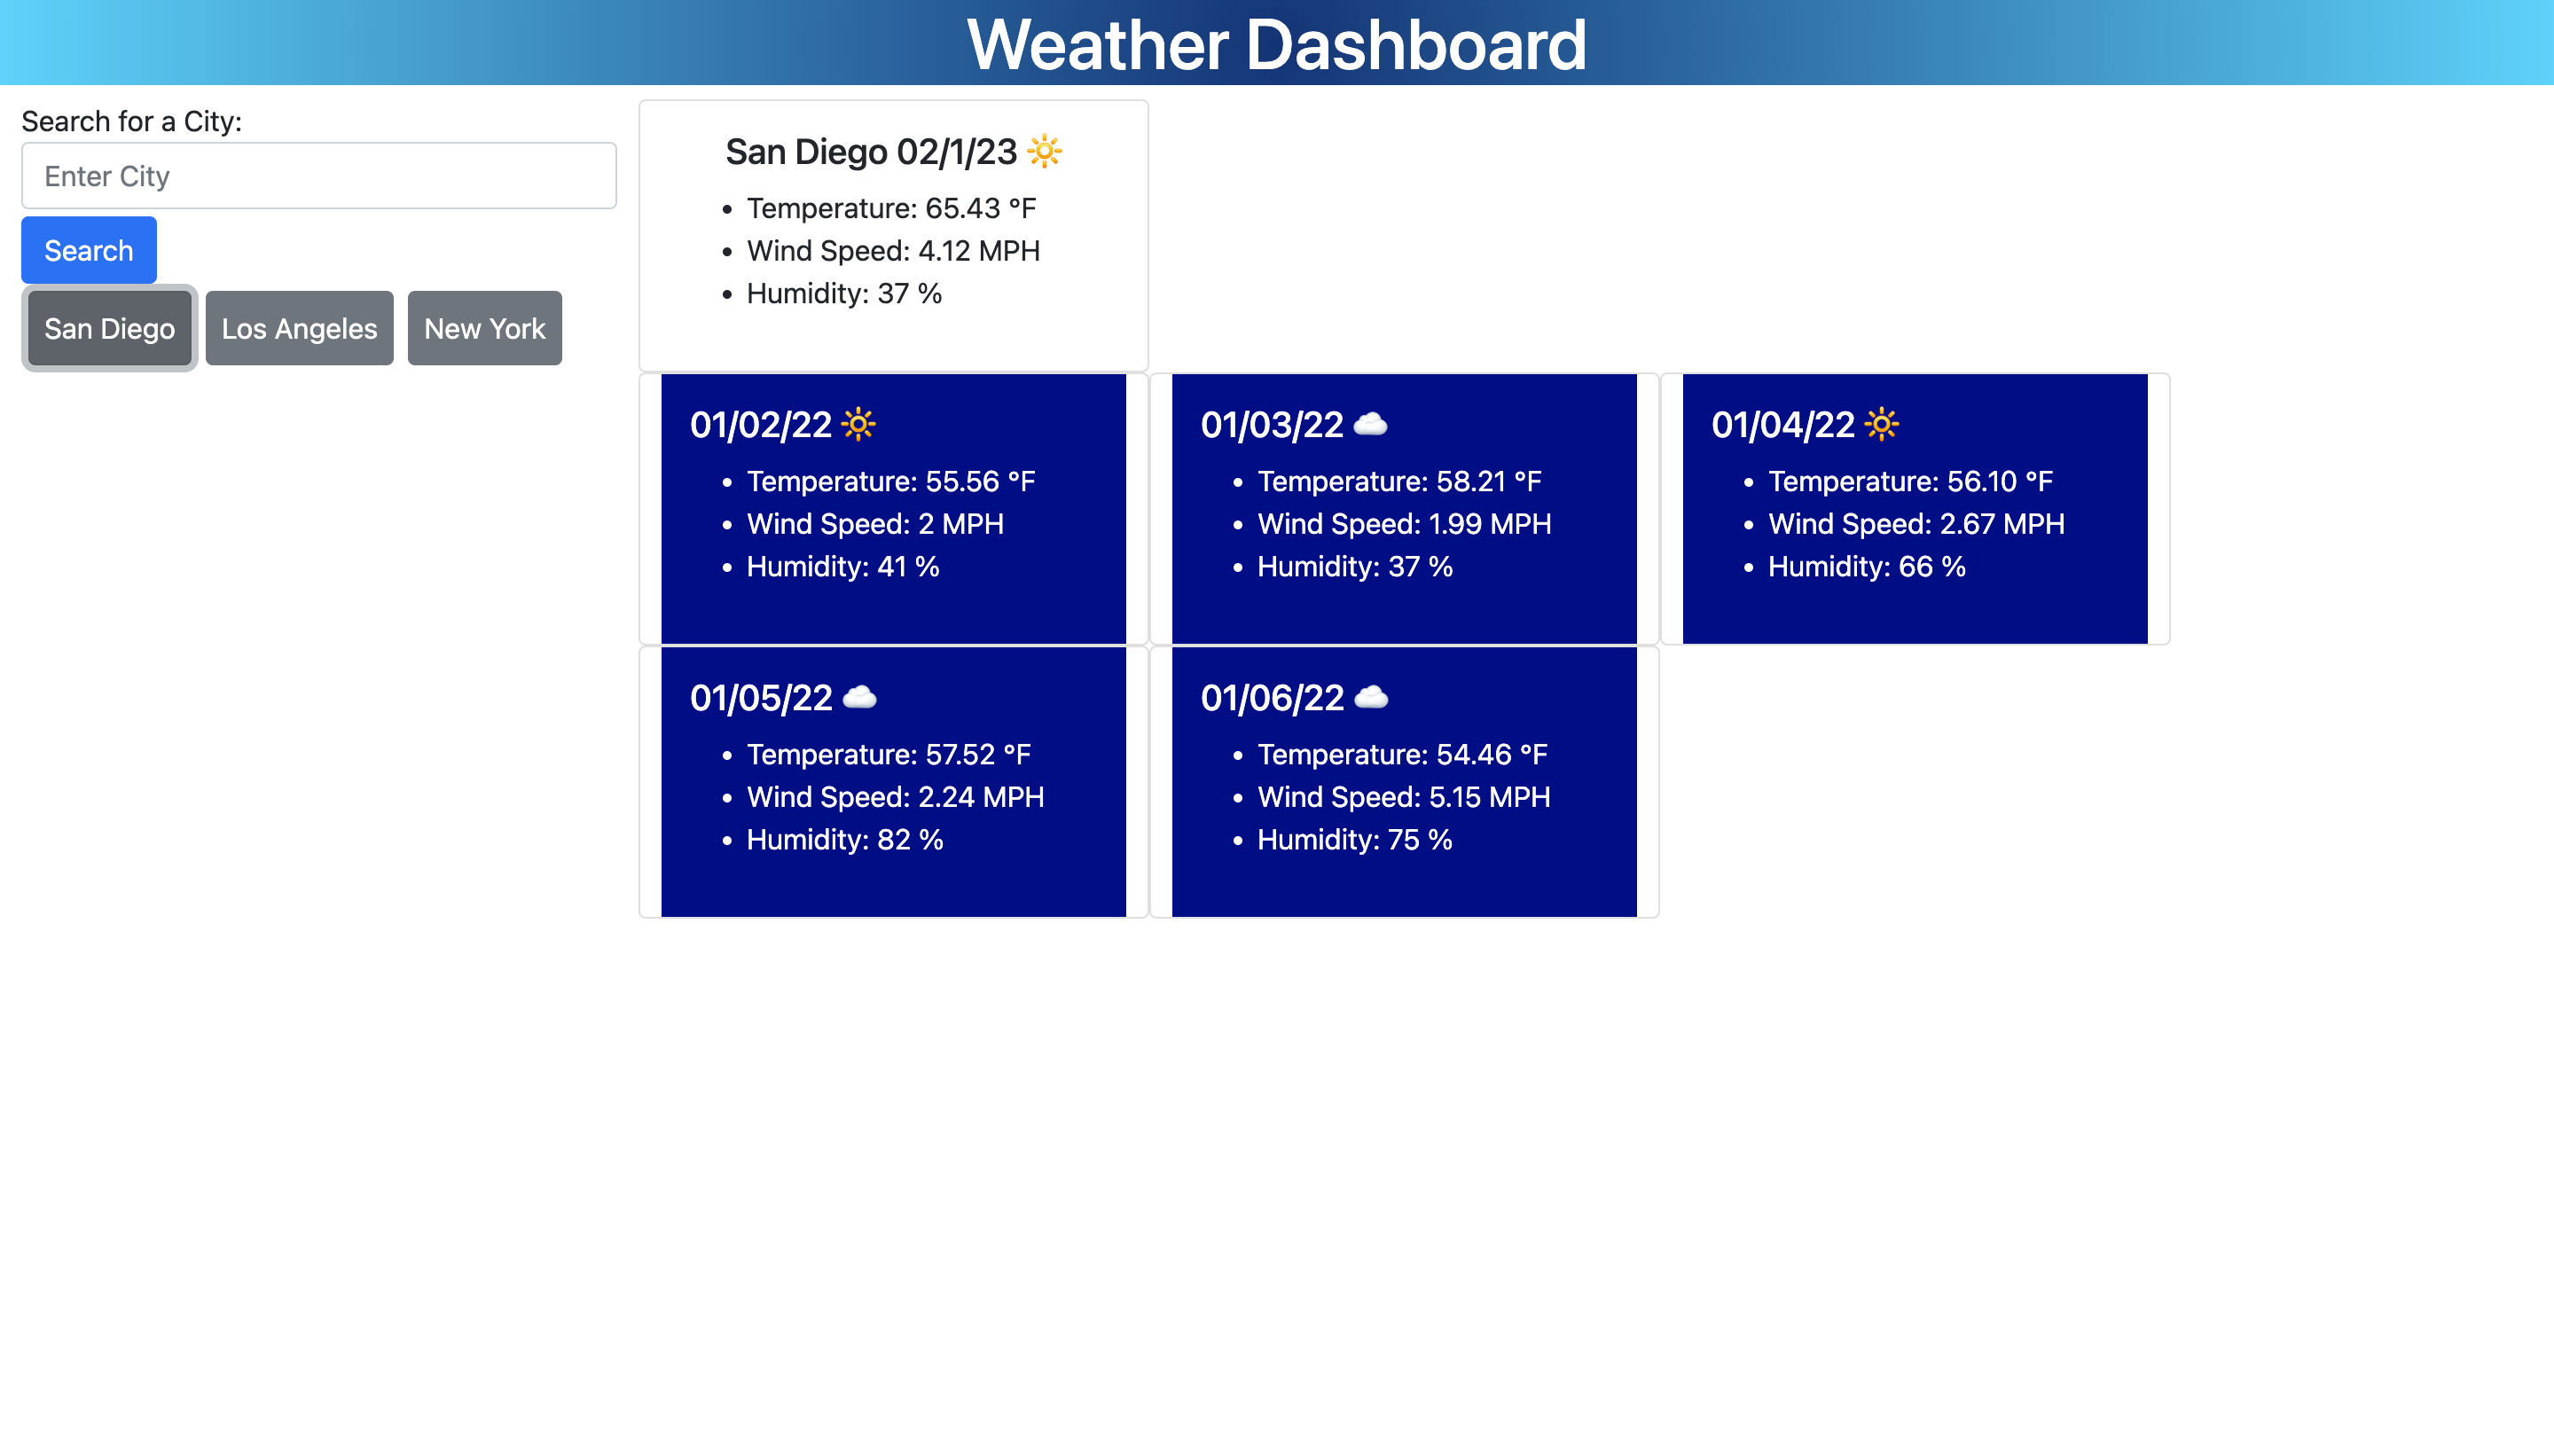 Weather Dashboard
Search for a City:
Enter City
Search
San Diego
Los Angeles
New York
San Diego 02/1/23 ☀️
• Temperature: 65.43 °F
• Wind Speed: 4.12 MPH
• Humidity: 37 %
01/02/22 ☀️
• Temperature: 55.56 °F
• Wind Speed: 2 MPH
• Humidity: 41 %
01/03/22 ☁️
• Temperature: 58.21 °F
• Wind Speed: 1.99 MPH
• Humidity: 37 %
01/04/22 ☀️
• Temperature: 56.10 °F
• Wind Speed: 2.67 MPH
• Humidity: 66 %
01/05/22 ☁️
• Temperature: 57.52 °F
• Wind Speed: 2.24 MPH
• Humidity: 82 %
01/06/22 ☁️
• Temperature: 54.46 °F
• Wind Speed: 5.15 MPH
• Humidity: 75 %